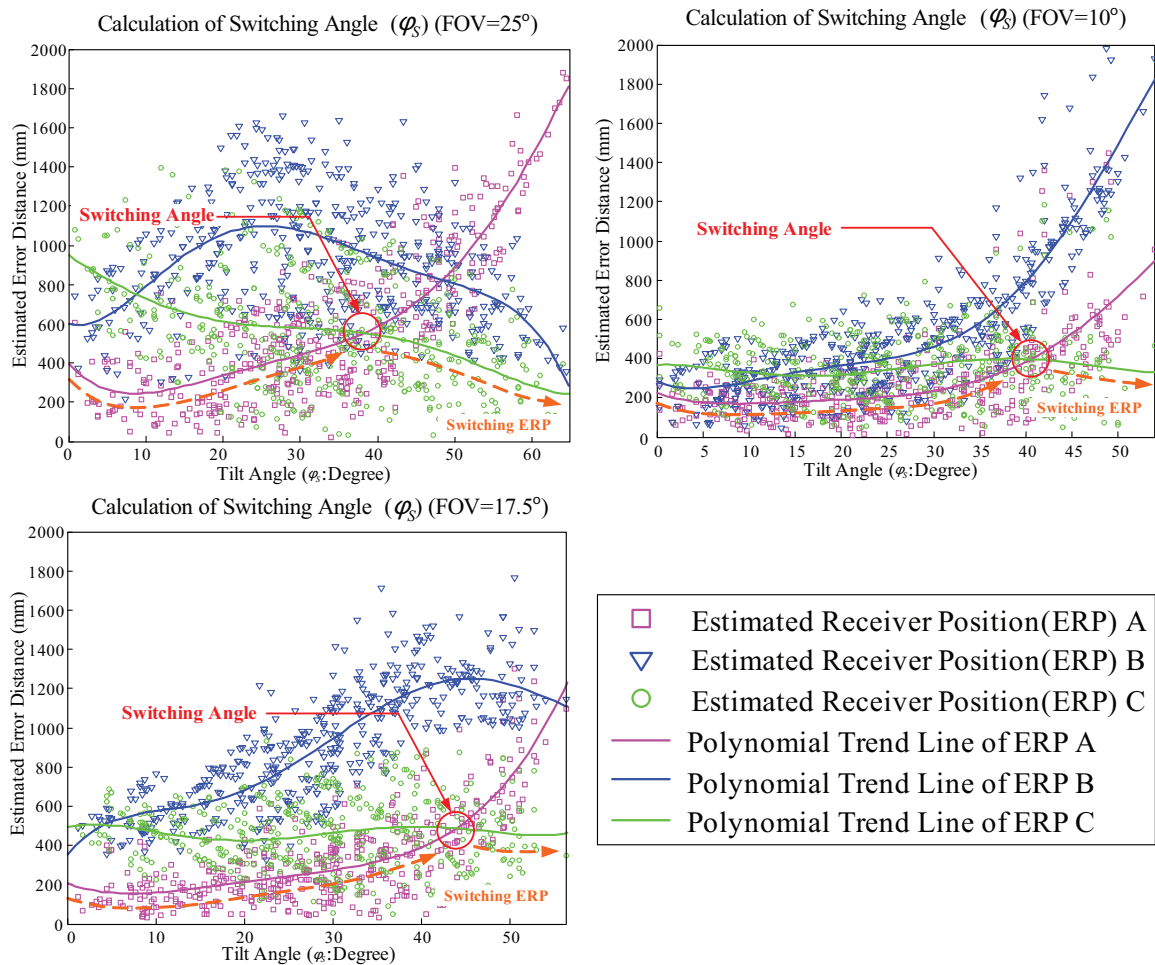 Calculation of Switching Angle (φS) (FOV=25°)
2000
1800
1600
1400
1200
1000
800
600
400
200
0
Estimated Error Distance (mm)
Switching Angle
Switching ERP
0 10 20 30 40 50 60
Tilt Angle (φS:Degree)
Calculation of Switching Angle (φS) (FOV=10°)
2000
1800
1600
1400
1200
1000
800
600
400
200
0
Estimated Error Distance (mm)
Switching Angle
Switching ERP
0 5 10 15 20 25 30 35 40 45 50
Tilt Angle (φS:Degree)
Calculation of Switching Angle (φS) (FOV=17.5°)
2000
1800
1600
1400
1200
1000
800
600
400
200
0
Estimated Error Distance (mm)
Switching Angle
Switching ERP
0 10 20 30 40 50
Tilt Angle (φS:Degree)
Estimated Receiver Position(ERP) A
Estimated Receiver Position(ERP) B
Estimated Receiver Position(ERP) C
Polynomial Trend Line of ERP A
Polynomial Trend Line of ERP B
Polynomial Trend Line of ERP C